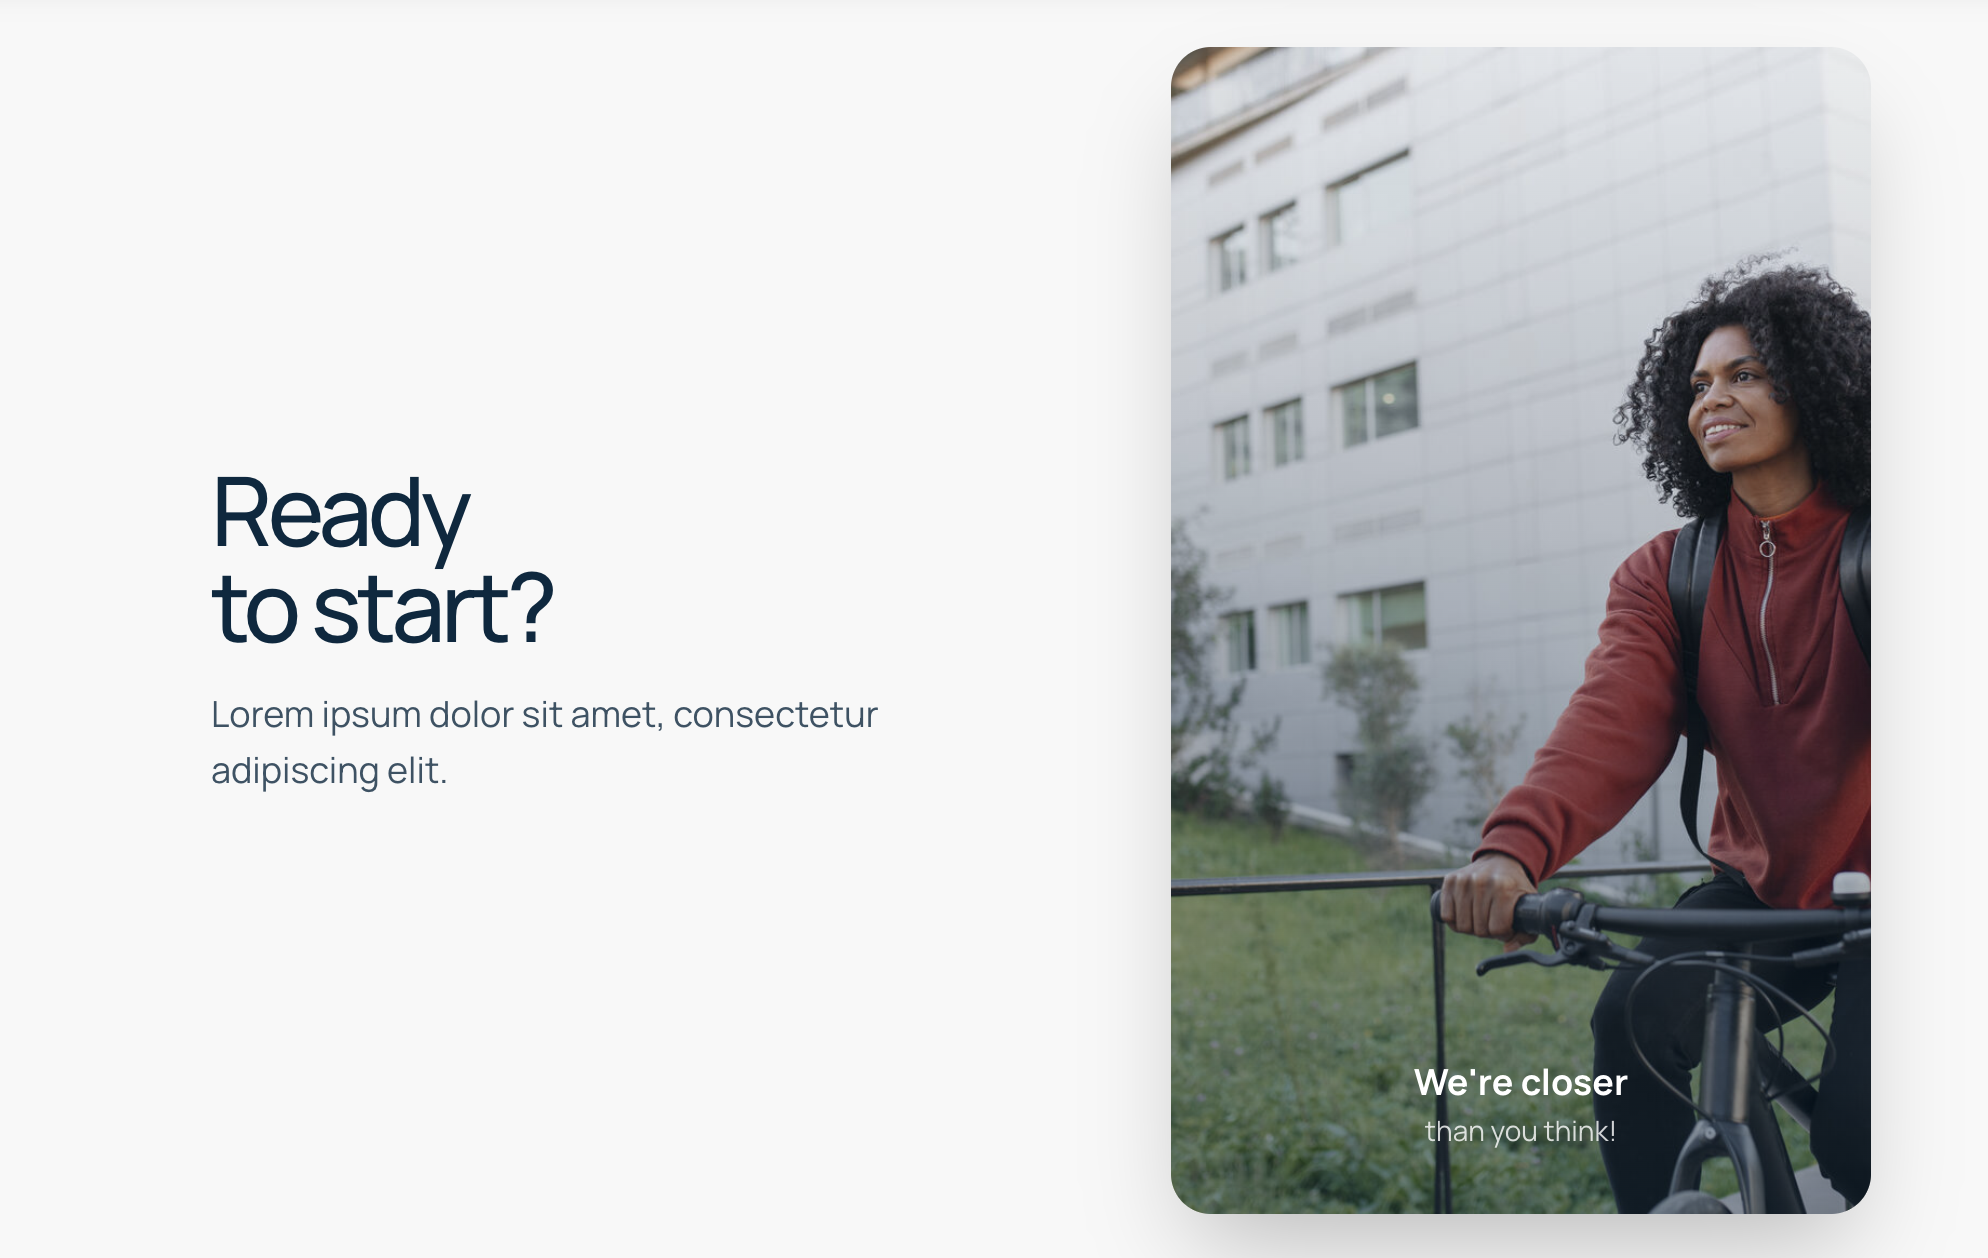 Ready
to start?
Lorem ipsum dolor sit amet, consectetur
adipiscing elit.
We're closer
than you think!